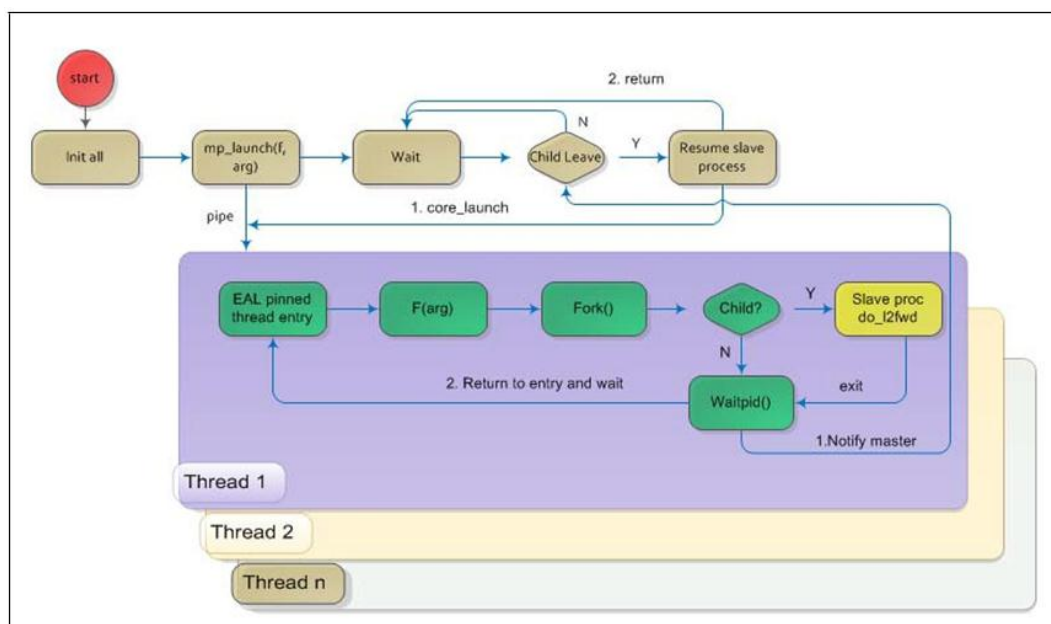 start
2. return
Init all
mp_launch(f,
arg)
Wait
N
Child Leave
Y
Resume slave
process
pipe
1. core_launch
EAL pinned
thread entry
F(arg)
Fork()
Child?
Y
Slave proc
do_l2fwd
N
2. Return to entry and wait
Waitpid()
exit
1.Notify master
Thread 1
Thread 2
Thread n